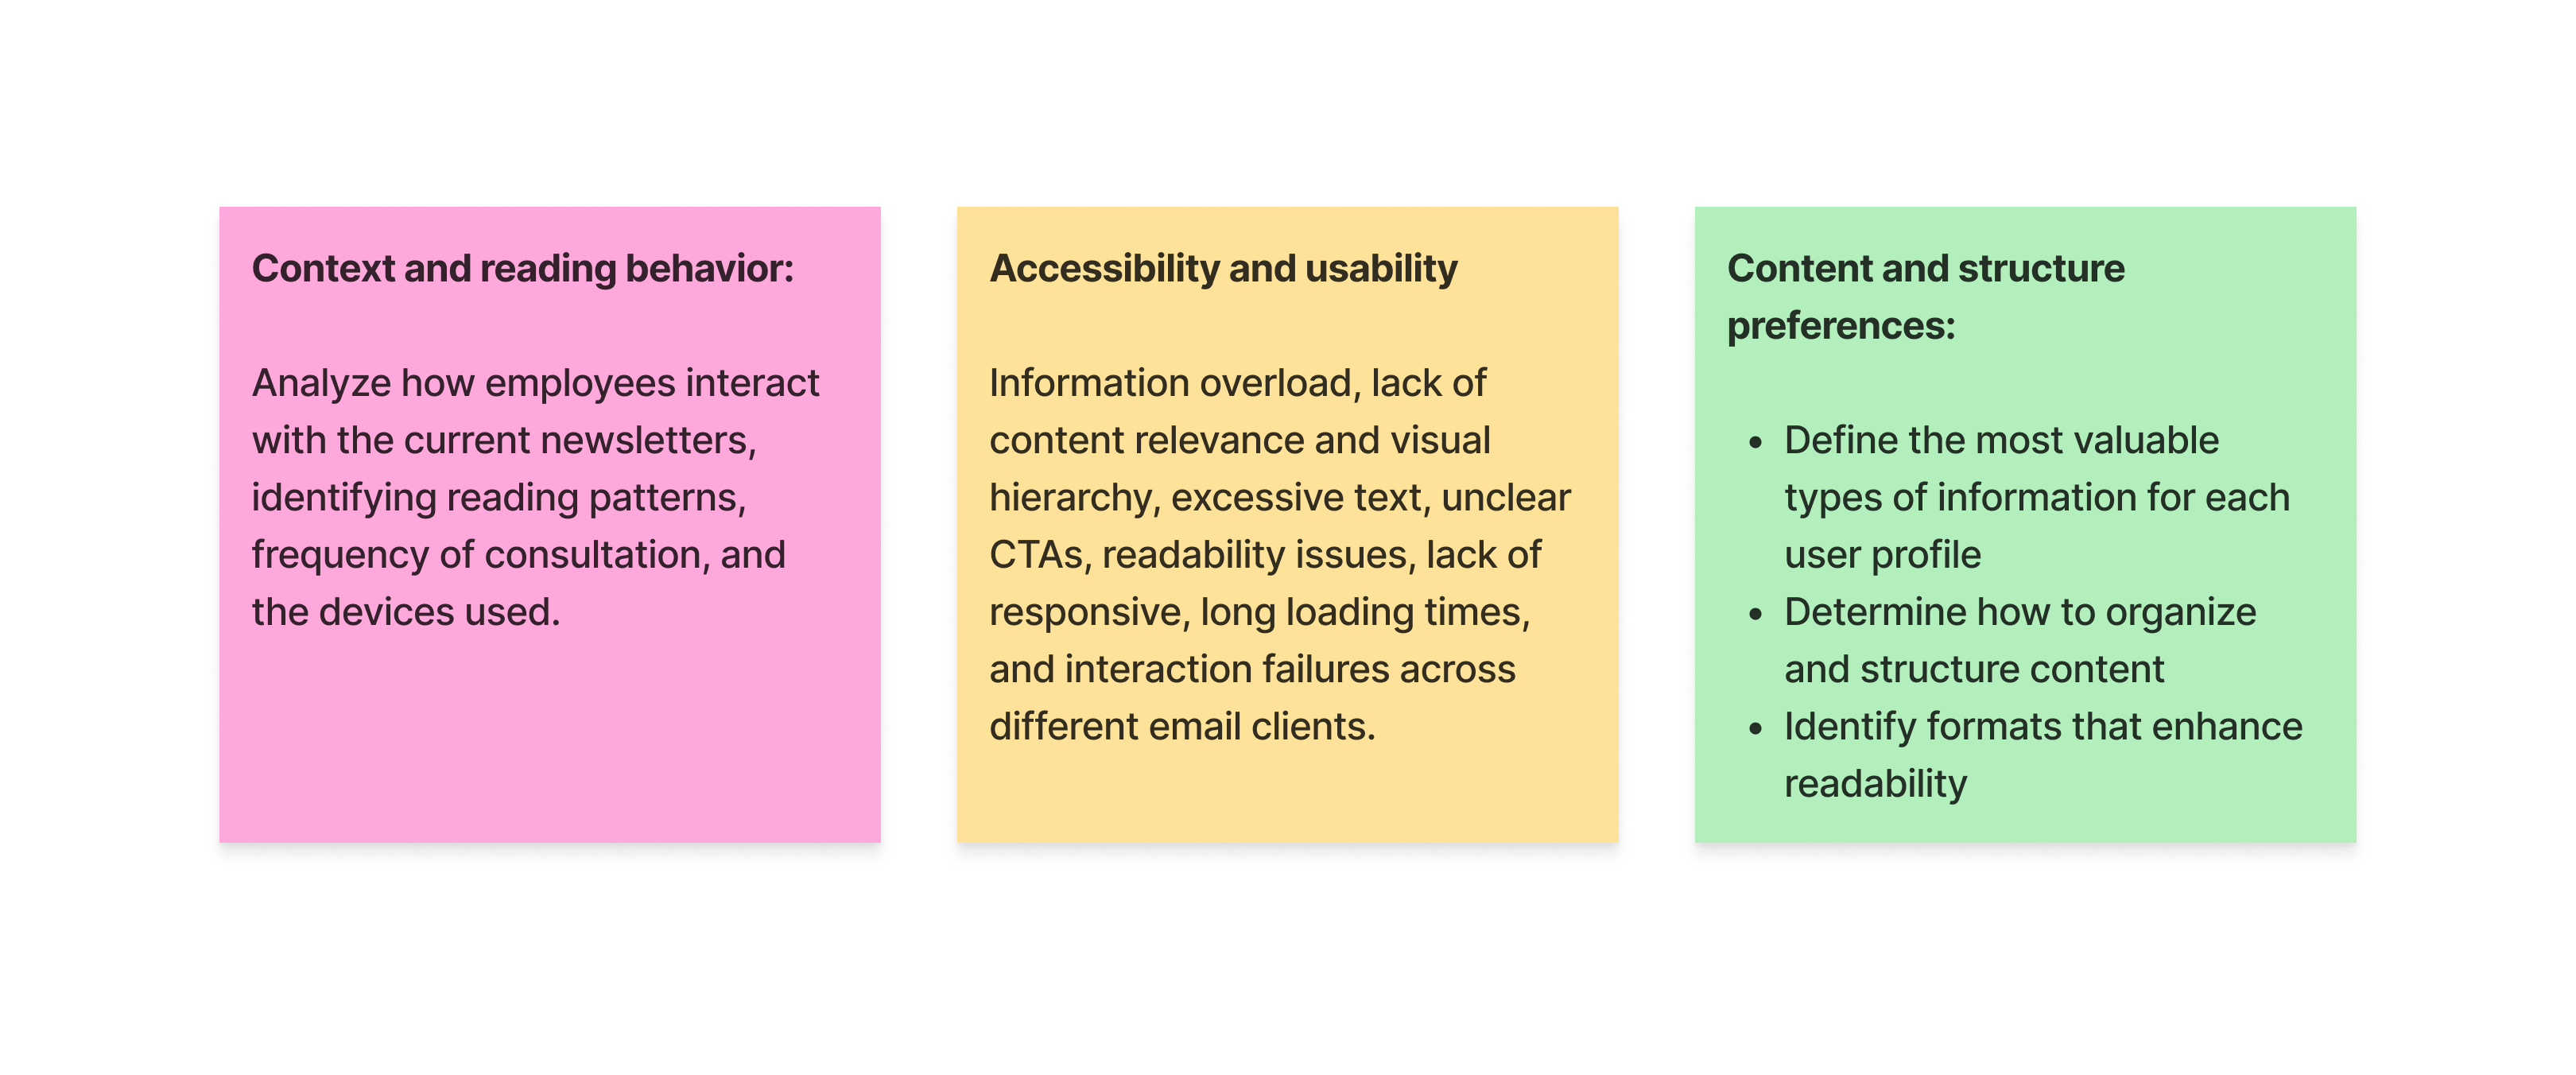 Context and reading behavior:
Analyze how employees interact
with the current newsletters,
identifying reading patterns,
frequency of consultation, and
the devices used.
Accessibility and usability
Information overload, lack of
content relevance and visual
hierarchy, excessive text, unclear
CTAs, readability issues, lack of
responsive, long loading times,
and interaction failures across
different email clients.
Content and structure
preferences:
• Define the most valuable
types of information for each
user profile
• Determine how to organize
and structure content
• Identify formats that enhance
readability